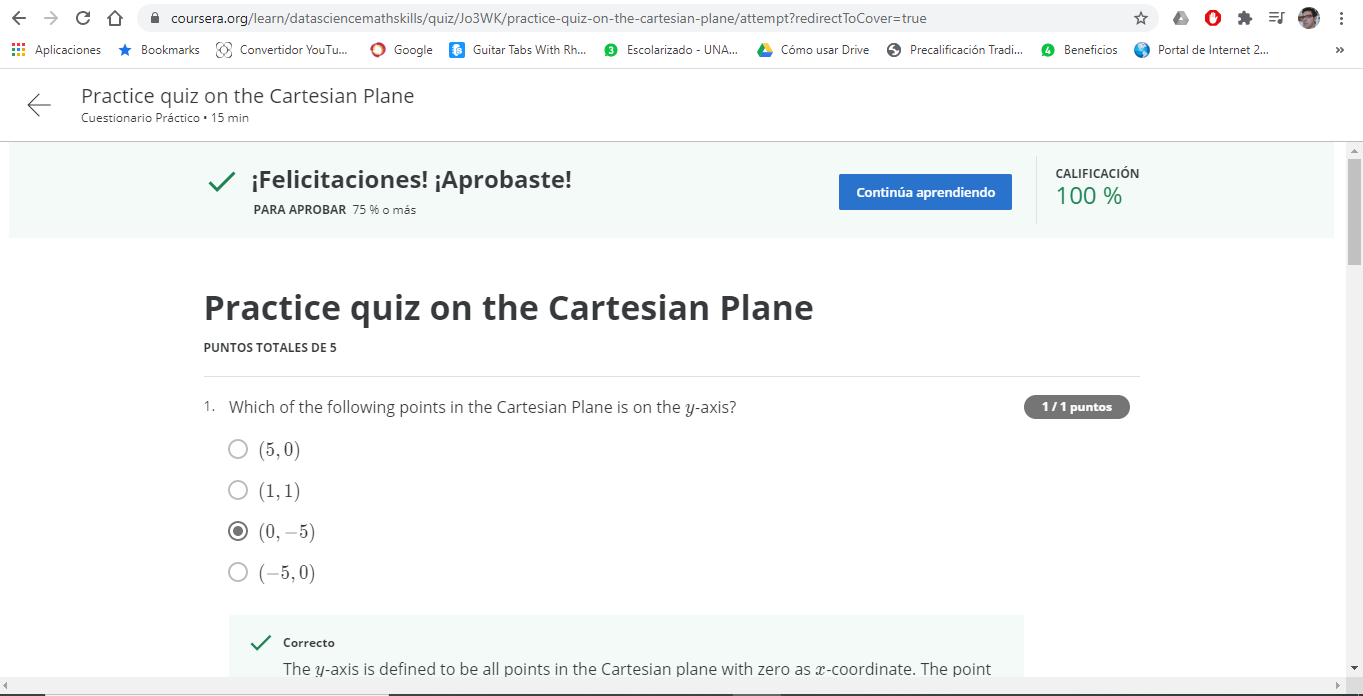 coursera.org/learn/datasciencemathskills/quiz/Jo3WK/practice-quiz-on-the-cartesian-plane/attempt?redirectToCover=true
Aplicaciones Bookmarks Convertidor YouTu... Google Guitar Tabs With Rh... 3 Escolarizado - UNA... Cómo usar Drive Precalificación Tradi... 4 Beneficios Portal de Internet 2... »
Practice quiz on the Cartesian Plane
Cuestionario Práctico • 15 min
¡Felicitaciones! ¡Aprobaste!
PARA APROBAR 75 % o más
Continúa aprendiendo
CALIFICACIÓN
100 %
Practice quiz on the Cartesian Plane
PUNTOS TOTALES DE 5
1. Which of the following points in the Cartesian Plane is on the y-axis?
1 / 1 puntos
(5, 0)
(1, 1)
(0, −5)
(−5, 0)
Correcto
The y-axis is defined to be all points in the Cartesian plane with zero as x-coordinate. The point